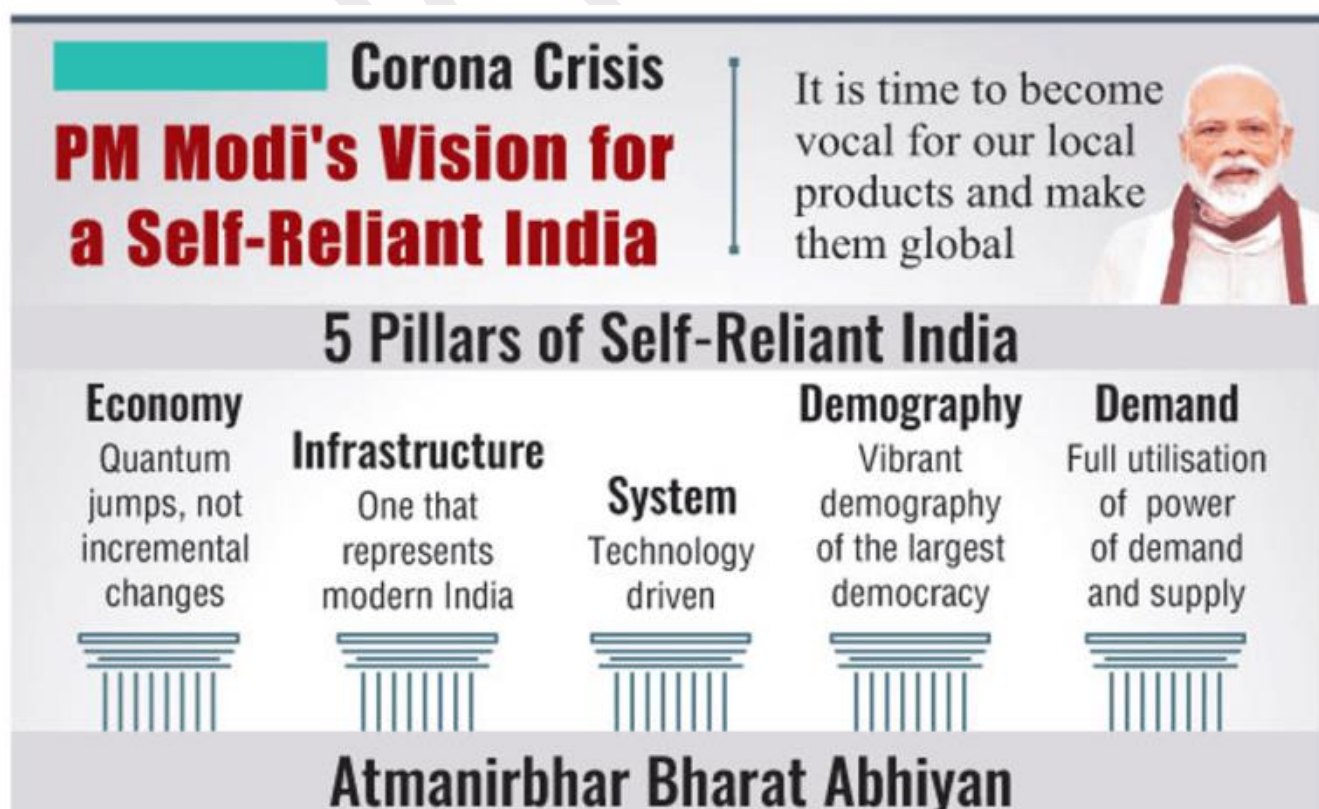 Corona Crisis
PM Modi's Vision for
a Self-Reliant India
It is time to become
vocal for our local
products and make
them global
5 Pillars of Self-Reliant India
Economy
Quantum
jumps, not
incremental
changes
Infrastructure
One that
represents
modern India
System
Technology
driven
Demography
Vibrant
demography
of the largest
democracy
Demand
Full utilisation
of power
of demand
and supply
Atmanirbhar Bharat Abhiyan